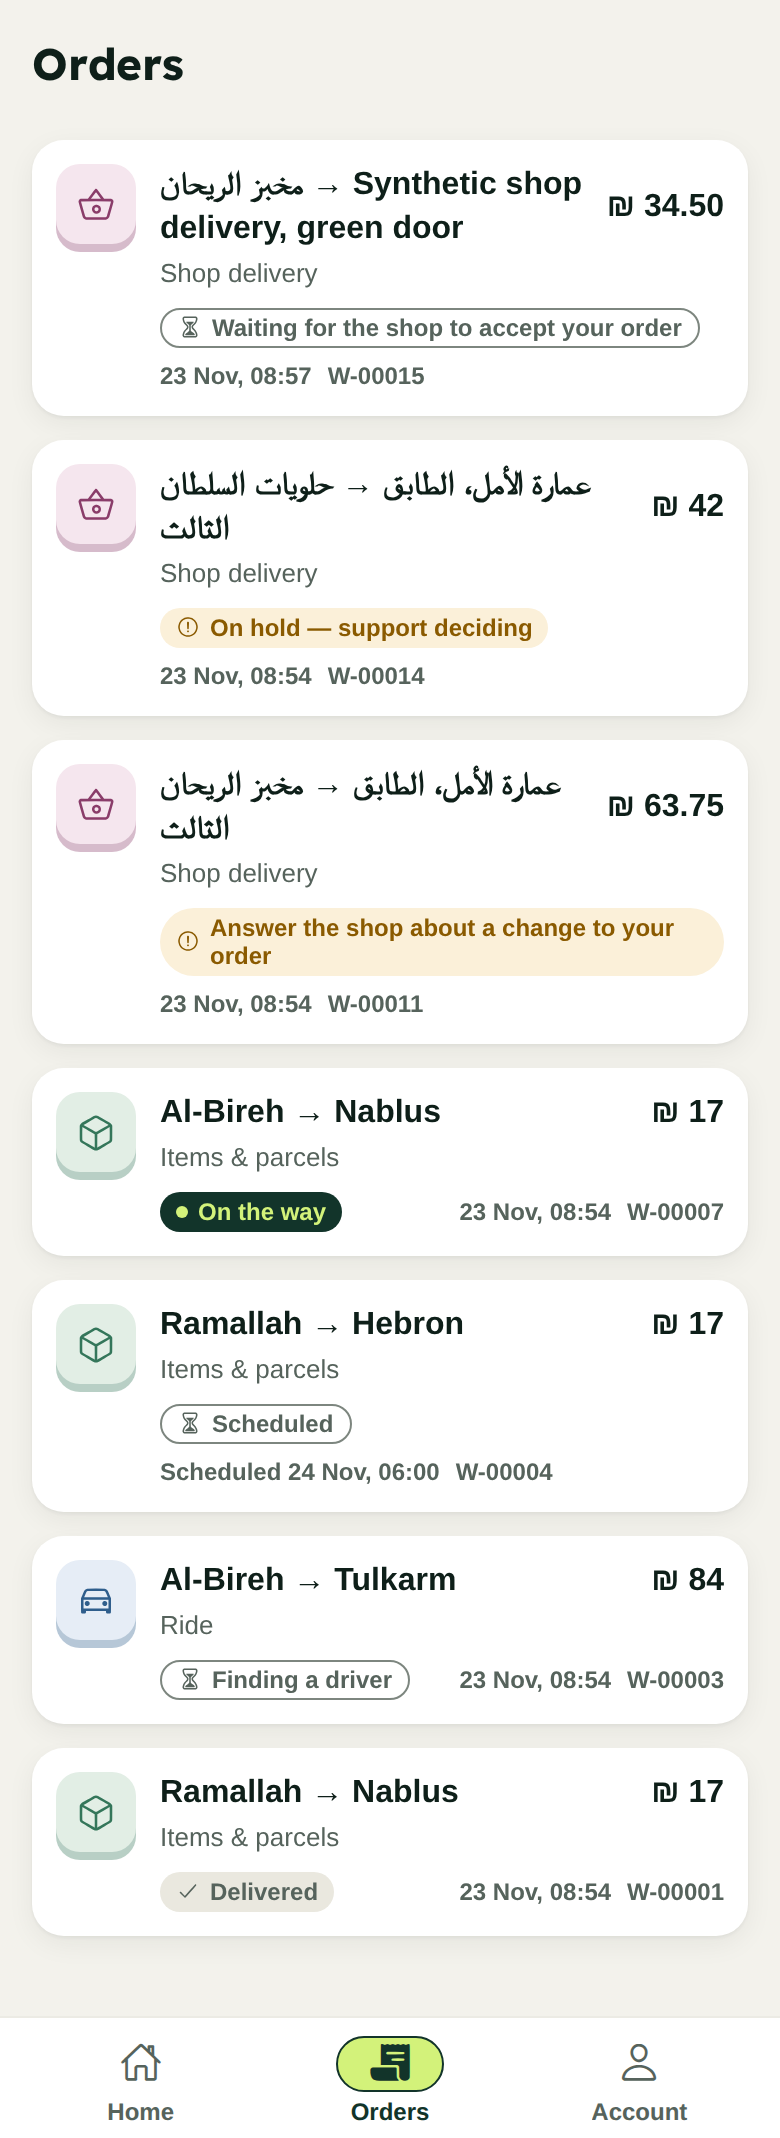 Orders
مخبز الريحان → Synthetic shop
delivery, green door
₪ 34.50
Shop delivery
Waiting for the shop to accept your order
23 Nov, 08:57 W-00015
حلويات السلطان → عمارة الأمل، الطابق
الثالث
₪ 42
Shop delivery
On hold — support deciding
23 Nov, 08:54 W-00014
مخبز الريحان → عمارة الأمل، الطابق
الثالث
₪ 63.75
Shop delivery
Answer the shop about a change to your
order
23 Nov, 08:54 W-00011
Al-Bireh → Nablus ₪ 17
Items & parcels
On the way 23 Nov, 08:54 W-00007
Ramallah → Hebron ₪ 17
Items & parcels
Scheduled
Scheduled 24 Nov, 06:00 W-00004
Al-Bireh → Tulkarm ₪ 84
Ride
Finding a driver 23 Nov, 08:54 W-00003
Ramallah → Nablus ₪ 17
Items & parcels
Delivered 23 Nov, 08:54 W-00001
Home Orders Account